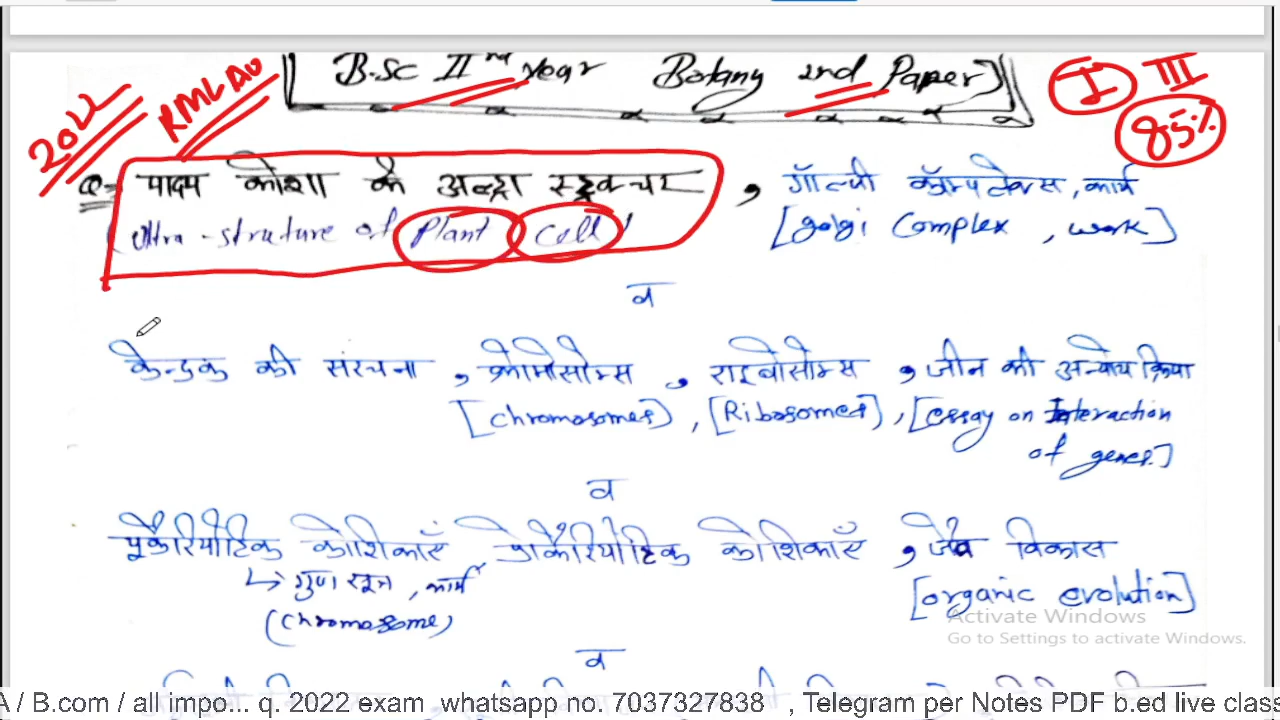 B.Sc IInd year Botany 2nd Paper]
I III
2022 RMLAU
85%
Q- पादप कोशा के अल्ट्रा स्ट्रक्चर , गॉल्जी कॉम्पलेक्स, कार्य
( Ultra-struture of Plant Cell ) [golgi Complex , work]
व
केन्द्रक की संरचना , क्रोमोसोम्स , राइबोसोम्स , जीन की अन्योय क्रिया
[chromosomes) , [Ribosomes) , [essay on Interaction
of genes.]
व
यूकैरियोटिक कोशिकाएँ प्रोकैरियोटिक कोशिकाएँ , जैव विकास
↳ गुण सूत्र , कार्य [organic evolution]
(chromosome)
Activate Windows
Go to Settings to activate Windows.
व
A / B.com / all impo... q. 2022 exam whatsapp no. 7037327838 , Telegram per Notes PDF b.ed live class